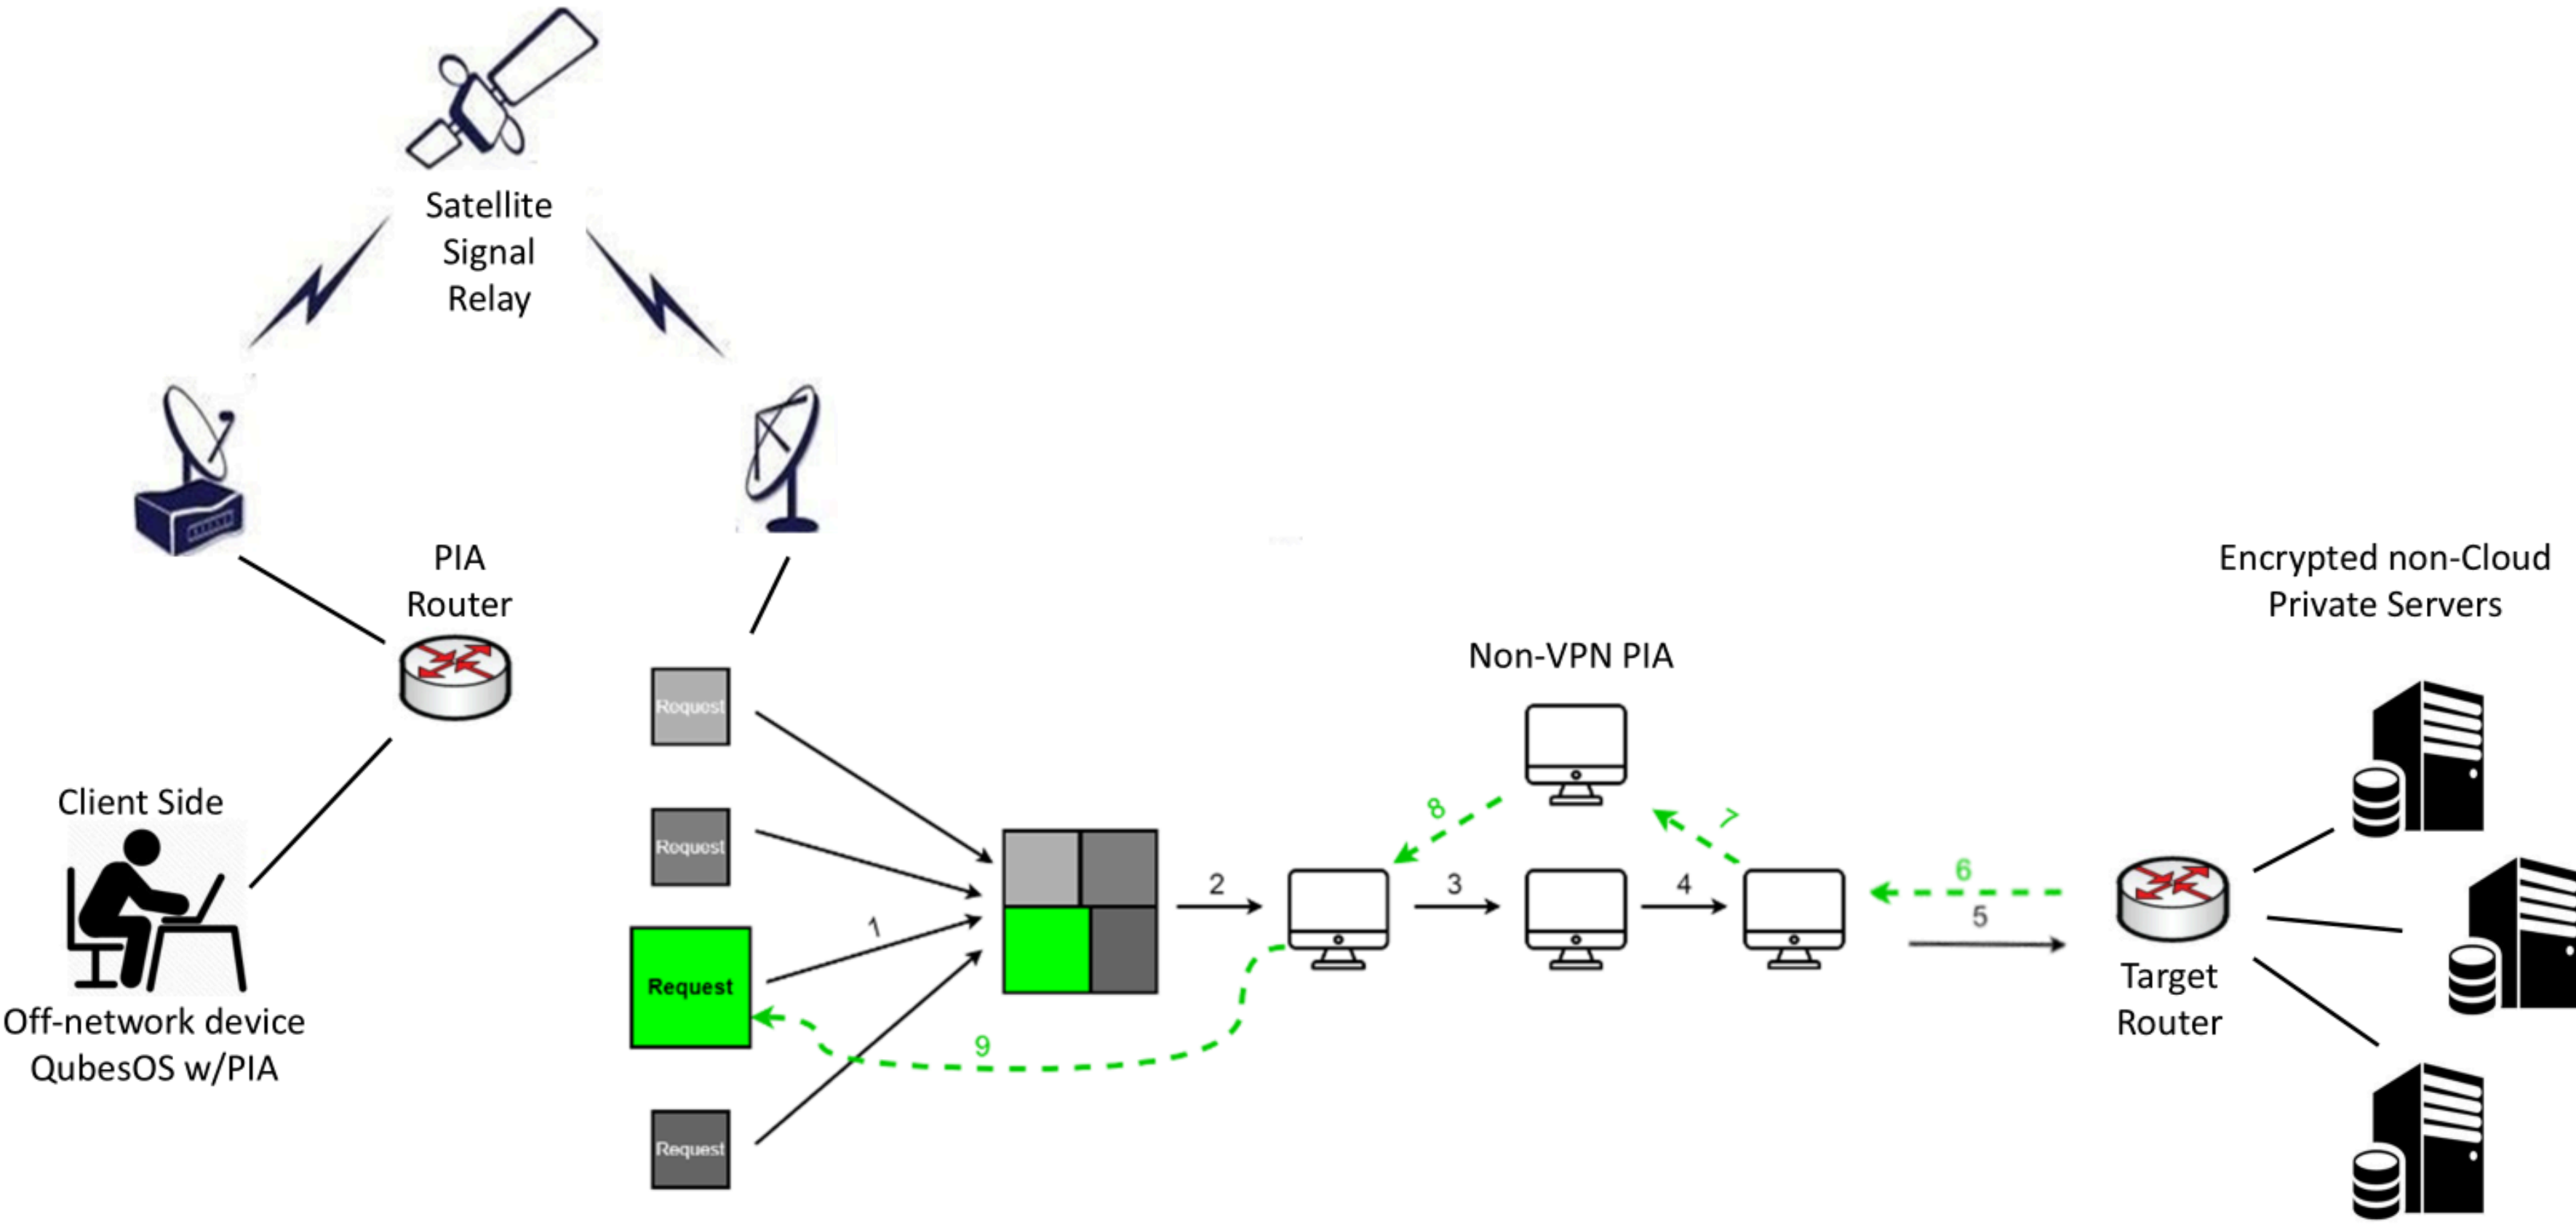 Satellite
Signal
Relay
PIA
Router
Client Side
Off-network device
QubesOS w/PIA
Request
Request
Request
Request
1
2
3
4
5
6
7
8
9
Non-VPN PIA
Target
Router
Encrypted non-Cloud
Private Servers